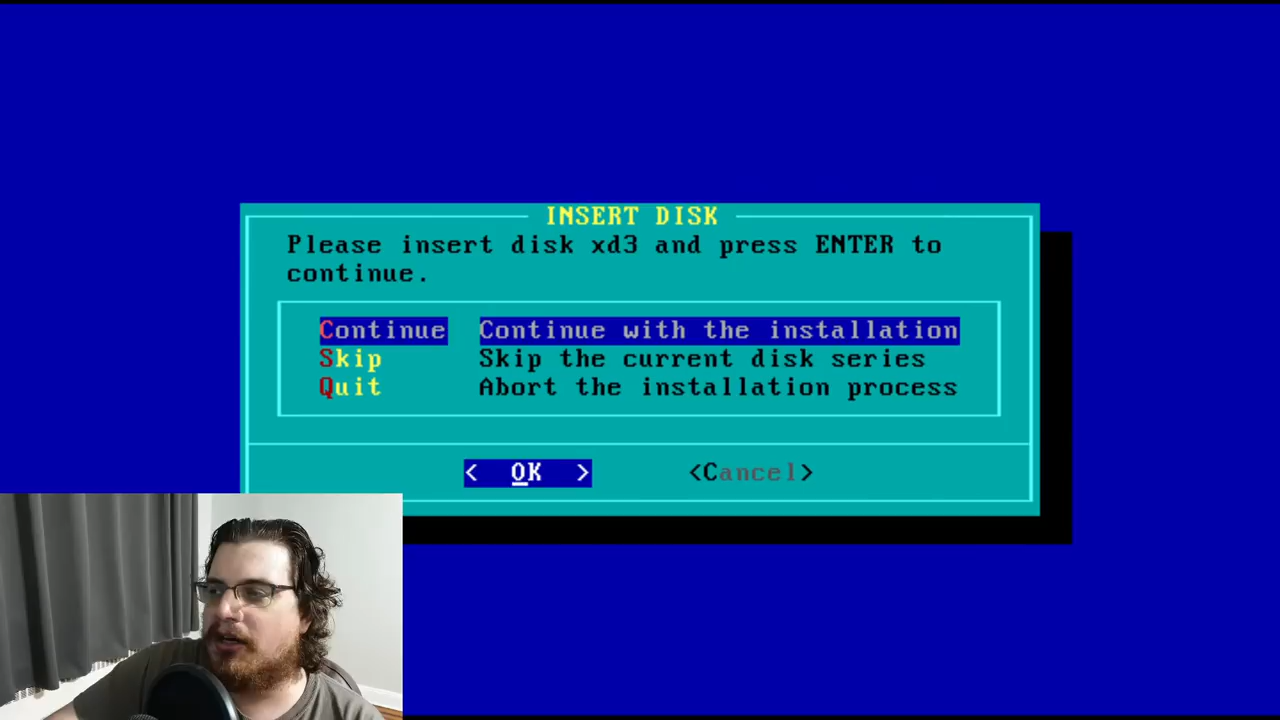 INSERT DISK
Please insert disk xd3 and press ENTER to
continue.
Continue Continue with the installation
Skip Skip the current disk series
Quit Abort the installation process
< OK > <Cancel>